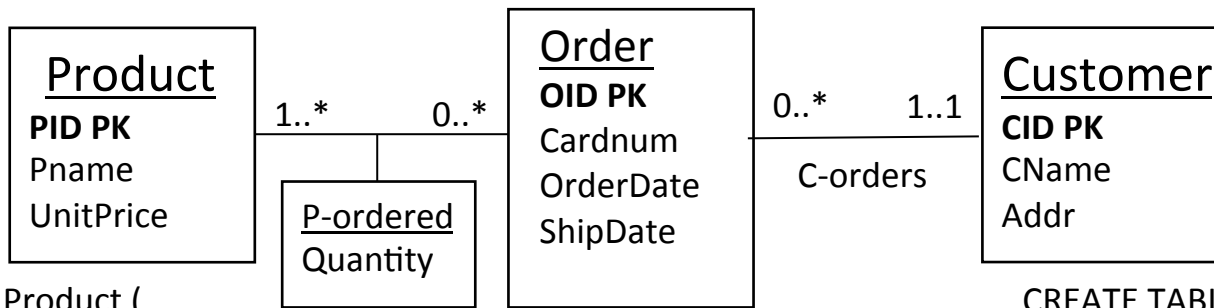 Product
PID PK
Pname
UnitPrice
1..*
0..*
P-ordered
Quantity
Order
OID PK
Cardnum
OrderDate
ShipDate
0..*
1..1
C-orders
Customer
CID PK
CName
Addr
Product (
CREATE